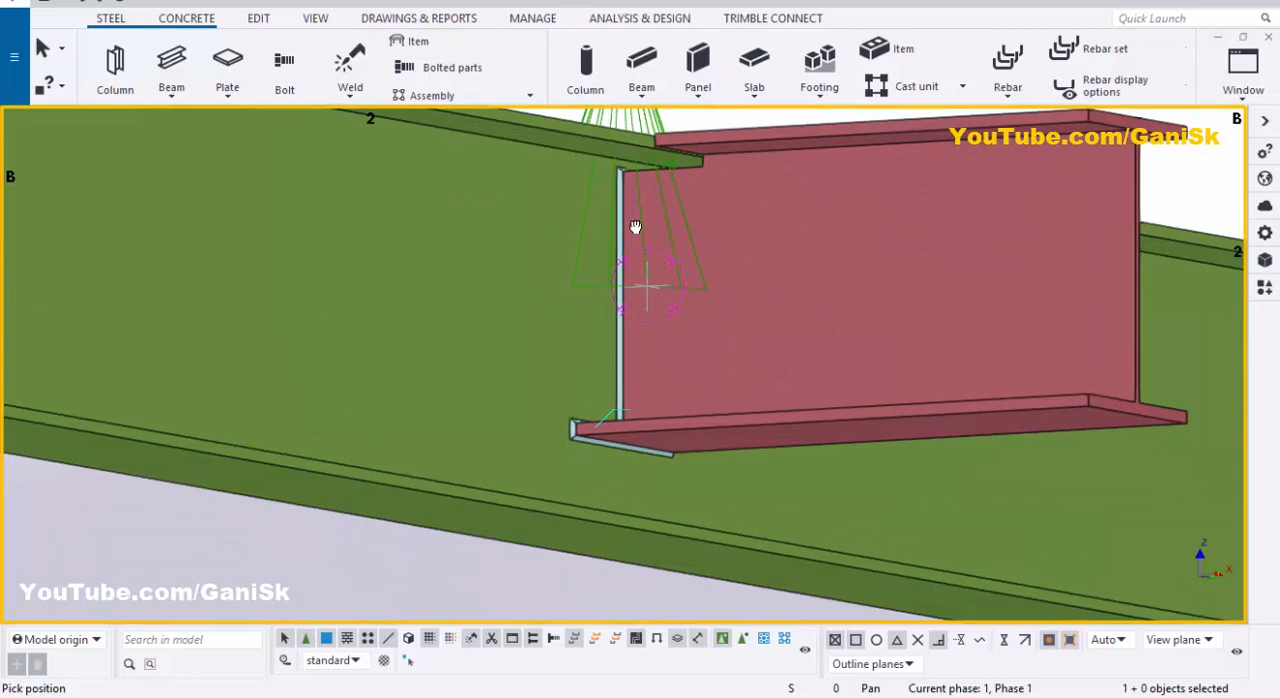 STEEL CONCRETE EDIT VIEW DRAWINGS & REPORTS MANAGE ANALYSIS & DESIGN TRIMBLE CONNECT Quick Launch
Item Item Rebar set
Bolted parts
Column Beam Plate Bolt Weld Assembly Column Beam Panel Slab Footing Cast unit Rebar Rebar display options Window
2 B
YouTube.com/GaniSk
B
2
Z
X
YouTube.com/GaniSk
Model origin Search in model Auto View plane
standard Outline planes
Pick position S 0 Pan Current phase: 1, Phase 1 1 + 0 objects selected